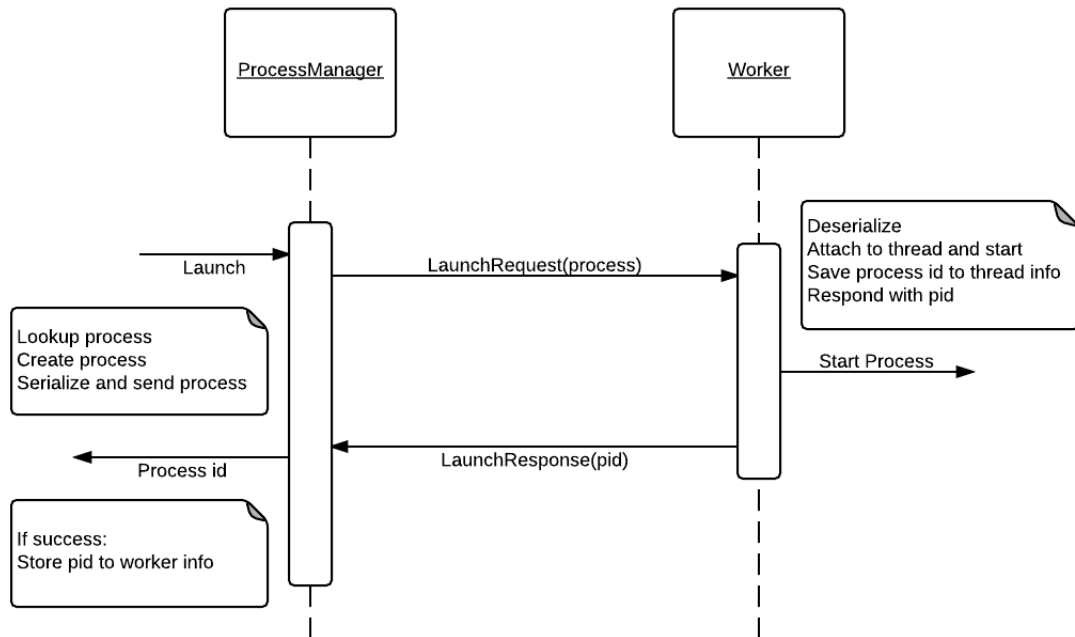 ProcessManager
Worker
Deserialize
Attach to thread and start
Save process id to thread info
Respond with pid
Launch
LaunchRequest(process)
Lookup process
Create process
Serialize and send process
Start Process
Process id
LaunchResponse(pid)
If success:
Store pid to worker info